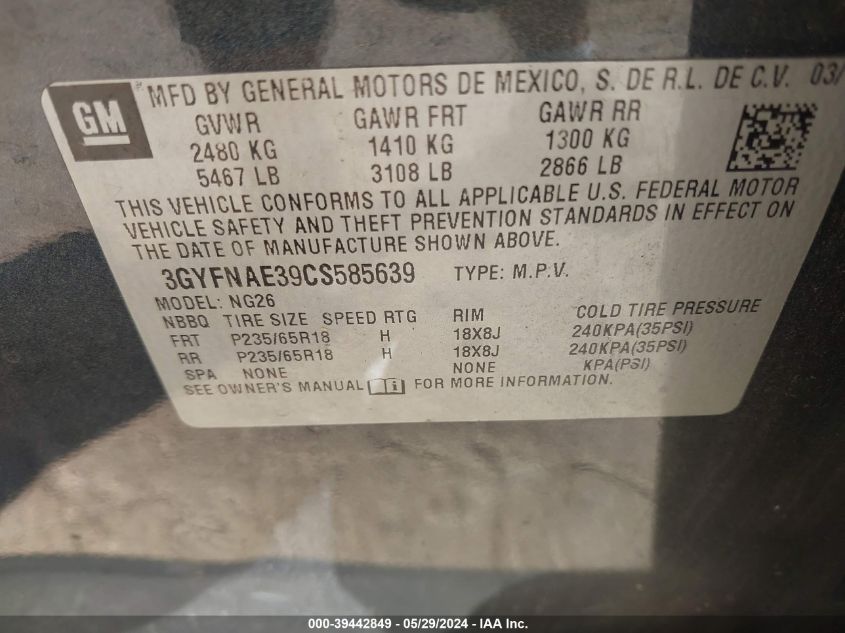 GM
MFD BY GENERAL MOTORS DE MEXICO, S. DE R.L. DE C.V. 03/
GVWR GAWR FRT GAWR RR
2480 KG 1410 KG 1300 KG
5467 LB 3108 LB 2866 LB
THIS VEHICLE CONFORMS TO ALL APPLICABLE U.S. FEDERAL MOTOR
VEHICLE SAFETY AND THEFT PREVENTION STANDARDS IN EFFECT ON
THE DATE OF MANUFACTURE SHOWN ABOVE.
3GYFNAE39CS585639 TYPE: M.P.V.
MODEL: NG26
NBBQ TIRE SIZE SPEED RTG RIM COLD TIRE PRESSURE
FRT P235/65R18 H 18X8J 240KPA(35PSI)
RR P235/65R18 H 18X8J 240KPA(35PSI)
SPA NONE NONE KPA(PSI)
SEE OWNER'S MANUAL FOR MORE INFORMATION.
000-39442849 - 05/29/2024 - IAA Inc.